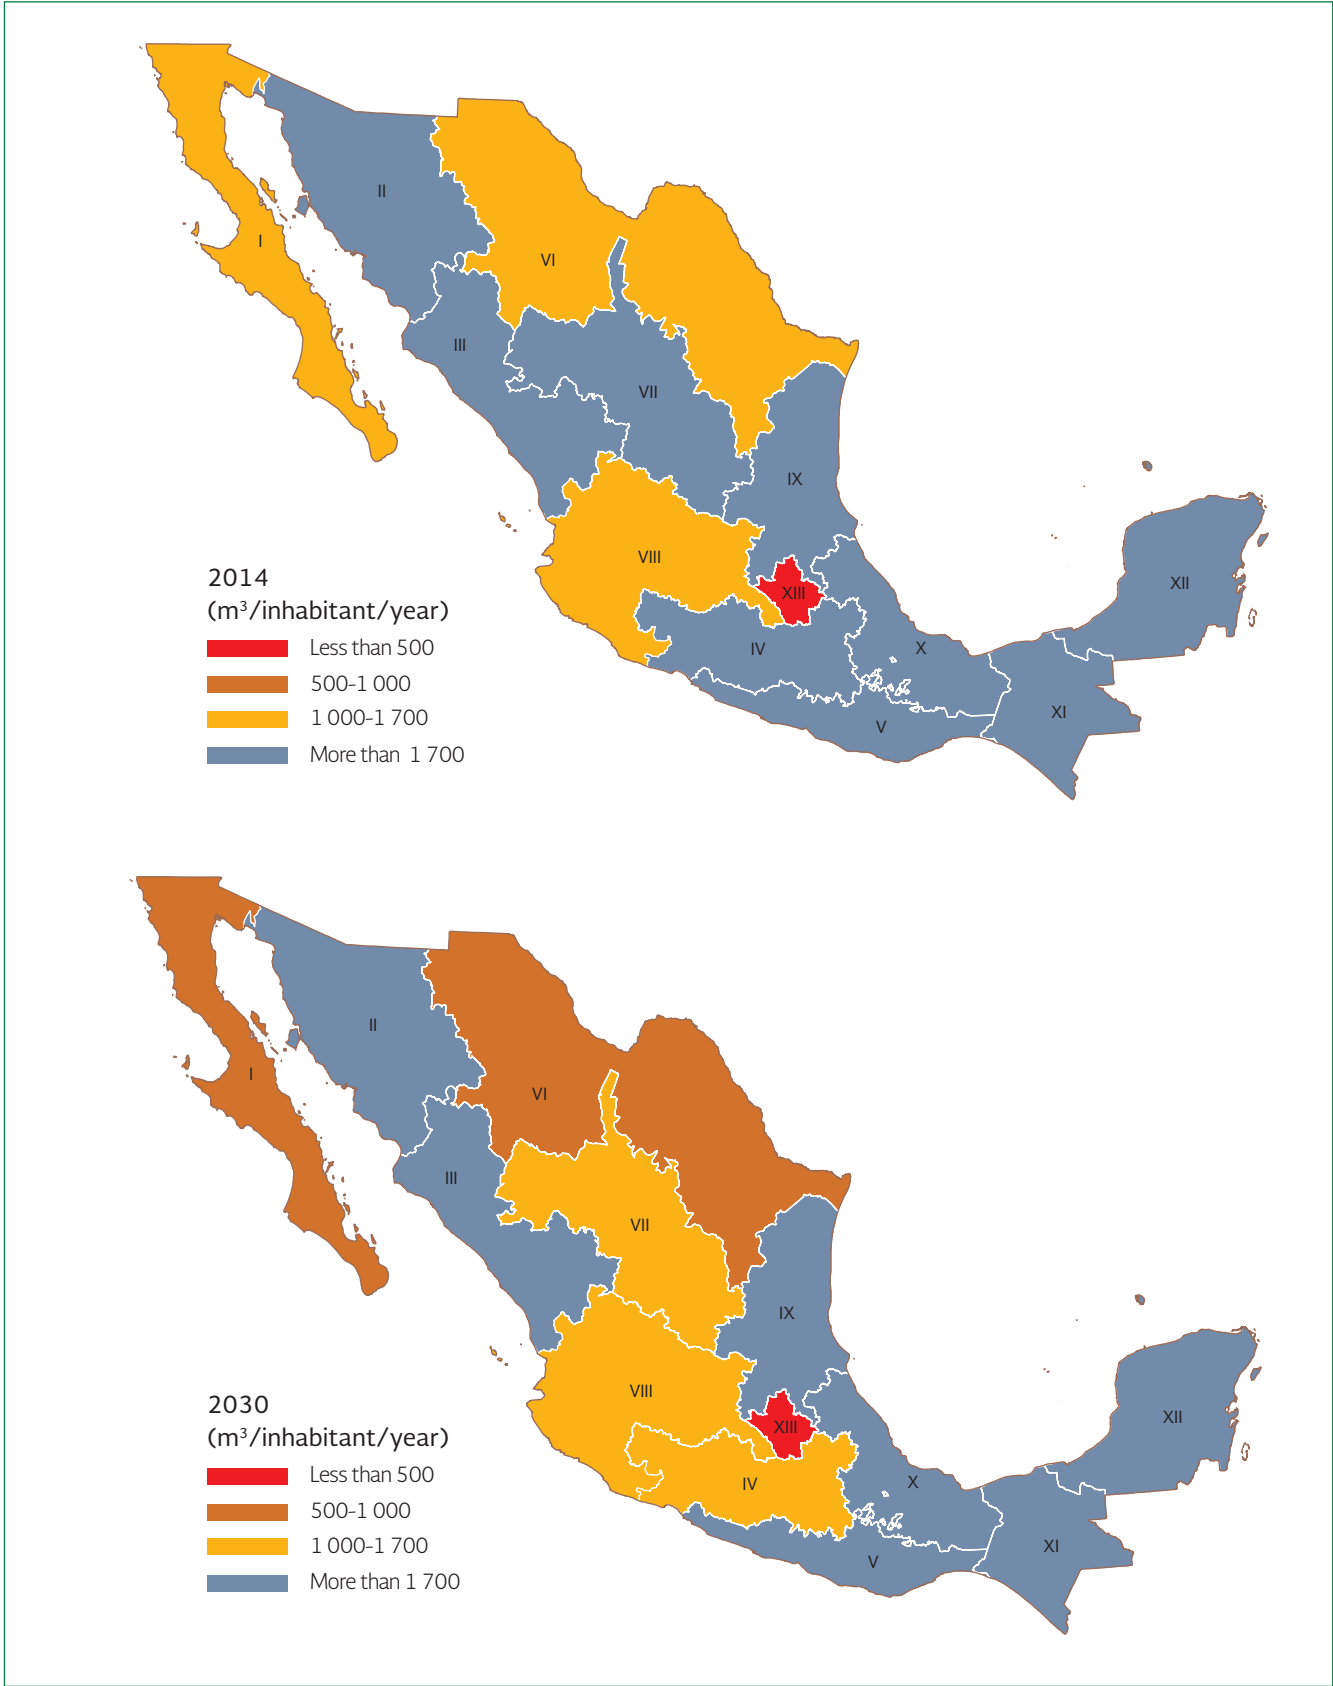 II
I
VI
III
VII
IX
VIII
2014
(m³/inhabitant/year)
Less than 500
500-1 000
1 000-1 700
More than 1 700
XIII
XII
IV
X
XI
V
II
I
VI
III
VII
IX
VIII
2030
(m³/inhabitant/year)
Less than 500
500-1 000
1 000-1 700
More than 1 700
XIII
XII
IV
X
XI
V